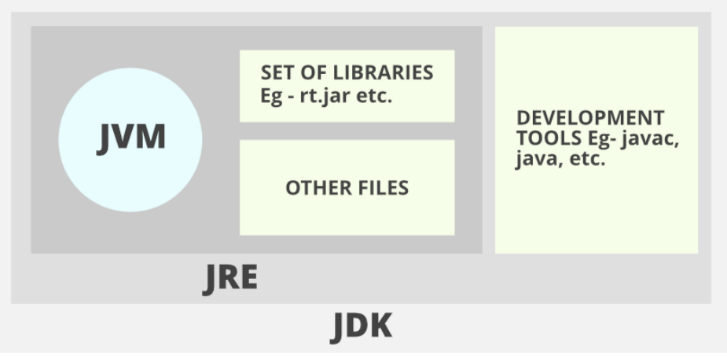 JVM
SET OF LIBRARIES
Eg - rt.jar etc.
OTHER FILES
DEVELOPMENT
TOOLS Eg- javac,
java, etc.
JRE
JDK